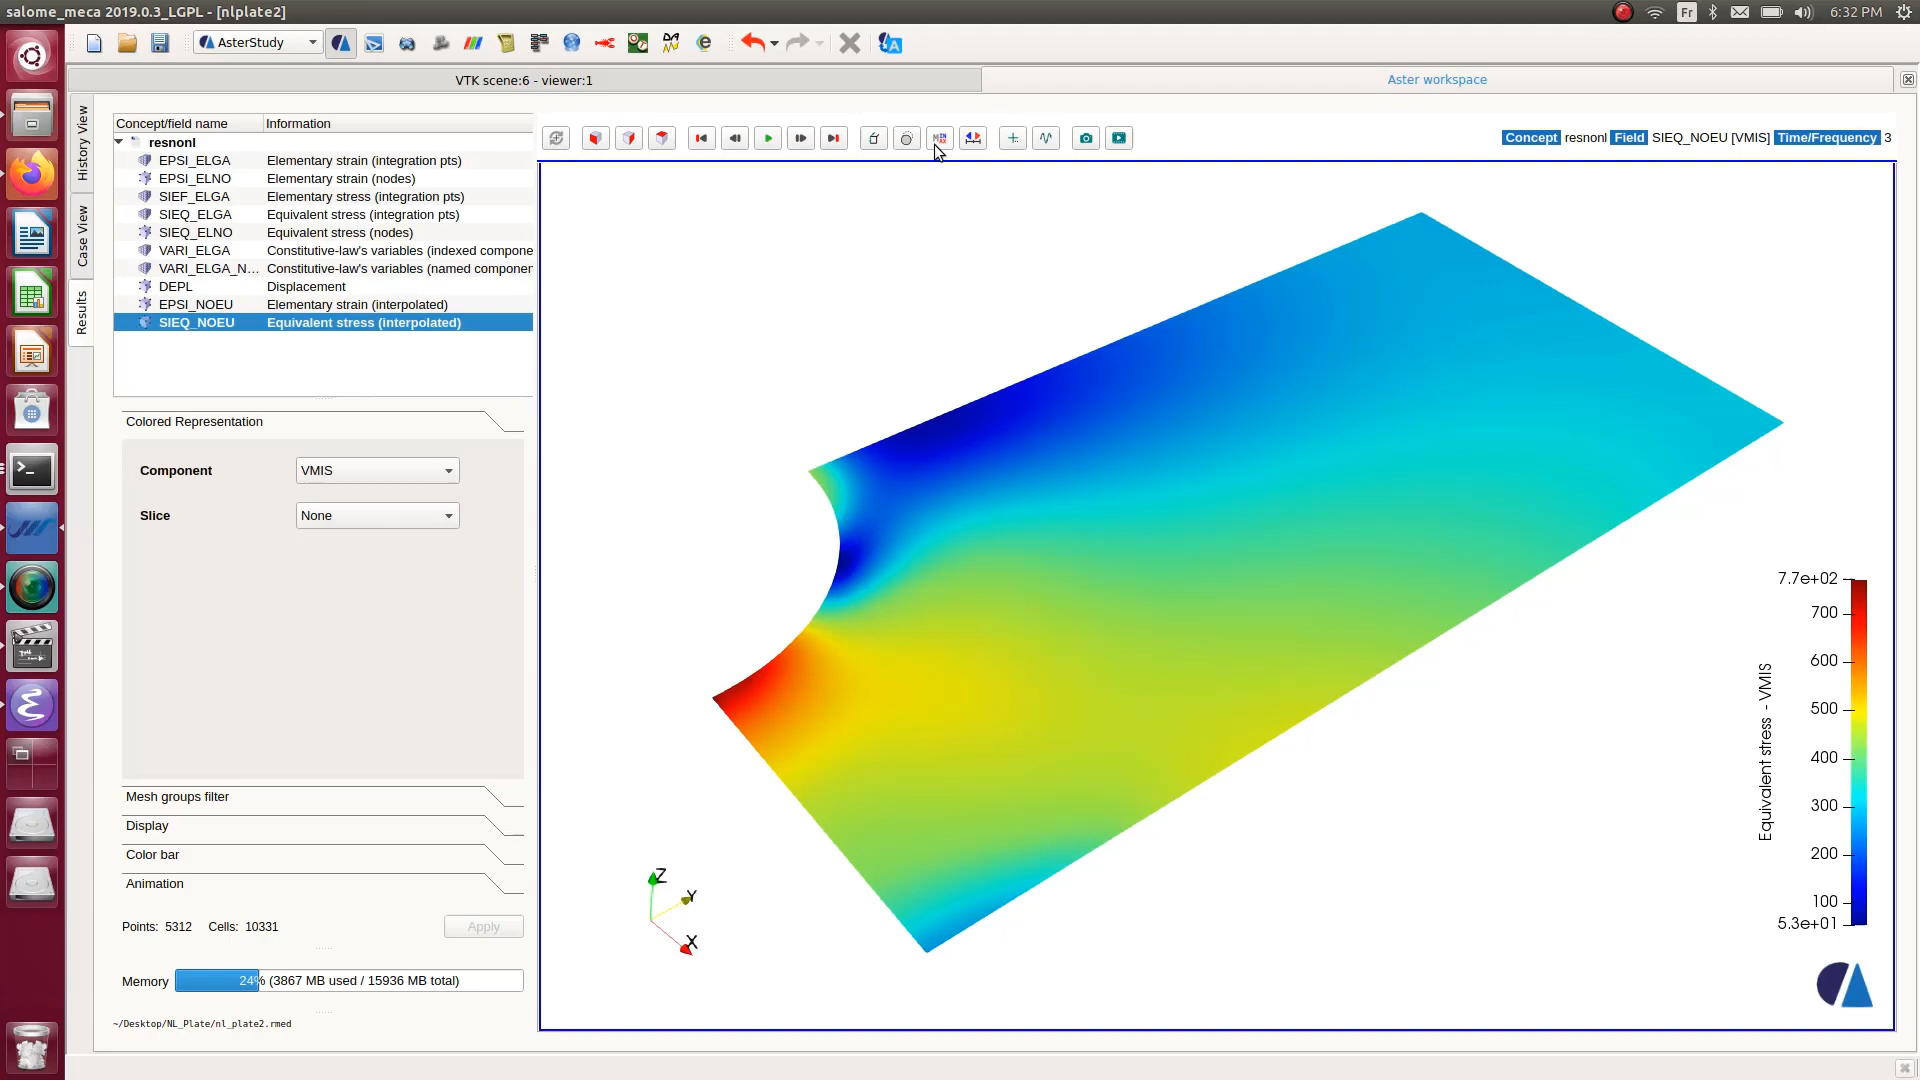 salome_meca 2019.0.3_LGPL - [nlplate2]
Fr
6:32 PM
AsterStudy
VTK scene:6 - viewer:1
Aster workspace
History View
Case View
Results
Concept/field name Information
resnonl
EPSI_ELGA Elementary strain (integration pts)
EPSI_ELNO Elementary strain (nodes)
SIEF_ELGA Elementary stress (integration pts)
SIEQ_ELGA Equivalent stress (integration pts)
SIEQ_ELNO Equivalent stress (nodes)
VARI_ELGA Constitutive-law's variables (indexed compone
VARI_ELGA_N... Constitutive-law's variables (named componen
DEPL Displacement
EPSI_NOEU Elementary strain (interpolated)
SIEQ_NOEU Equivalent stress (interpolated)
Colored Representation
Component VMIS
Slice None
Mesh groups filter
Display
Color bar
Animation
Points: 5312 Cells: 10331 Apply
Memory 24% (3867 MB used / 15936 MB total)
~/Desktop/NL_Plate/nl_plate2.rmed
MIN
MAX
Concept resnonl Field SIEQ_NOEU [VMIS] Time/Frequency 3
Z
Y
X
Equivalent stress - VMIS
7.7e+02
700
600
500
400
300
200
100
5.3e+01